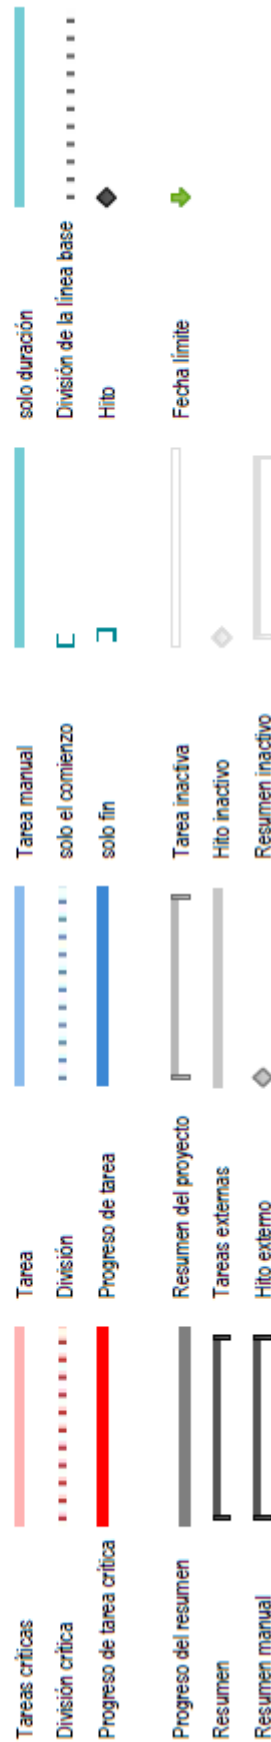 Tareas críticas
División crítica
Progreso de tarea crítica
Progreso del resumen
Resumen
Resumen manual
Tarea
División
Progreso de tarea
Resumen del proyecto
Tareas externas
Hito externo
Tarea manual
solo el comienzo
solo fin
Tarea inactiva
Hito inactivo
Resumen inactivo
solo duración
División de la línea base
Hito
Fecha límite